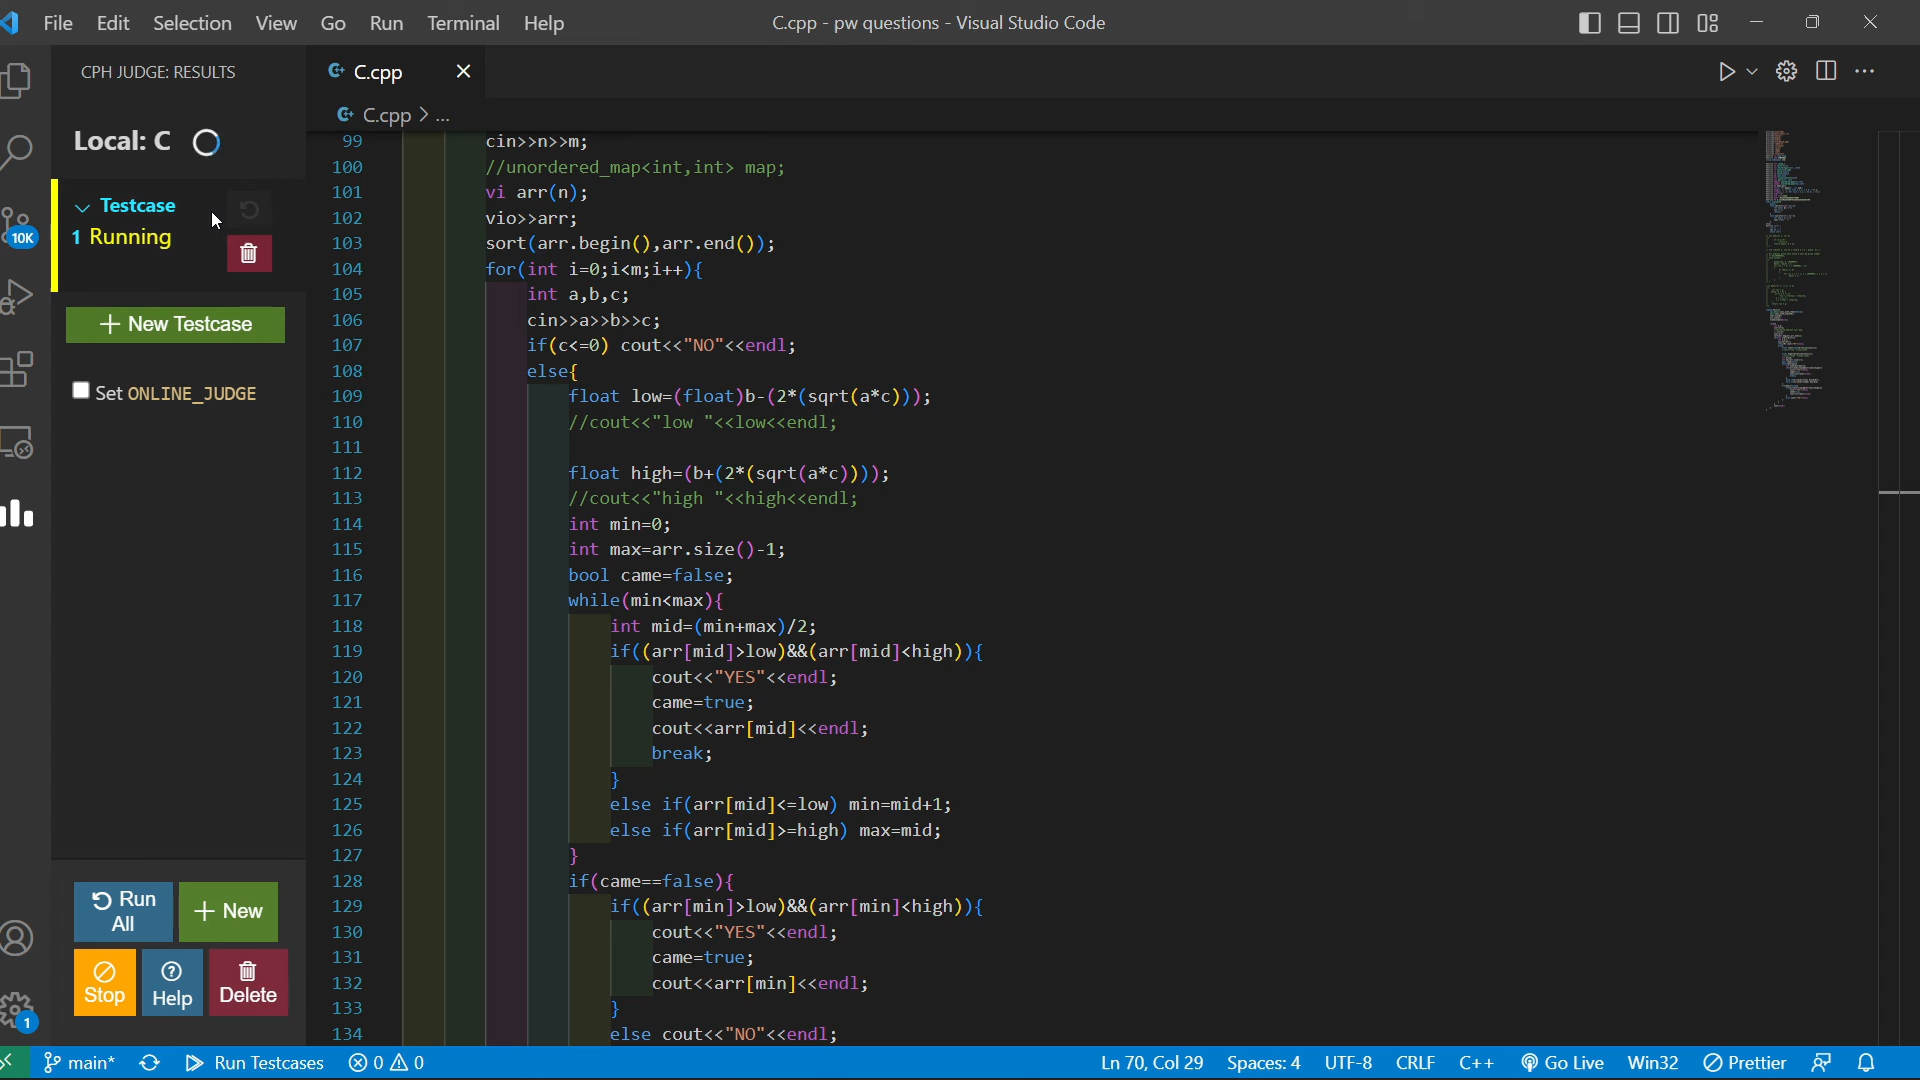 File Edit Selection View Go Run Terminal Help
C.cpp - pw questions - Visual Studio Code
CPH JUDGE: RESULTS
Local: C
Testcase
1 Running
+ New Testcase
Set ONLINE_JUDGE
Run
All
+ New
Stop
Help
Delete
10K
1
C.cpp
C.cpp > ...
99 cin>>n>>m;
100 //unordered_map<int,int> map;
101 vi arr(n);
102 vio>>arr;
103 sort(arr.begin(),arr.end());
104 for(int i=0;i<m;i++){
105 int a,b,c;
106 cin>>a>>b>>c;
107 if(c<=0) cout<<"NO"<<endl;
108 else{
109 float low=(float)b-(2*(sqrt(a*c)));
110 //cout<<"low "<<low<<endl;
111
112 float high=(b+(2*(sqrt(a*c))));
113 //cout<<"high "<<high<<endl;
114 int min=0;
115 int max=arr.size()-1;
116 bool came=false;
117 while(min<max){
118 int mid=(min+max)/2;
119 if((arr[mid]>low)&&(arr[mid]<high)){
120 cout<<"YES"<<endl;
121 came=true;
122 cout<<arr[mid]<<endl;
123 break;
124 }
125 else if(arr[mid]<=low) min=mid+1;
126 else if(arr[mid]>=high) max=mid;
127 }
128 if(came==false){
129 if((arr[min]>low)&&(arr[min]<high)){
130 cout<<"YES"<<endl;
131 came=true;
132 cout<<arr[min]<<endl;
133 }
134 else cout<<"NO"<<endl;
main* Run Testcases 0 0 Ln 70, Col 29 Spaces: 4 UTF-8 CRLF C++ Go Live Win32 Prettier